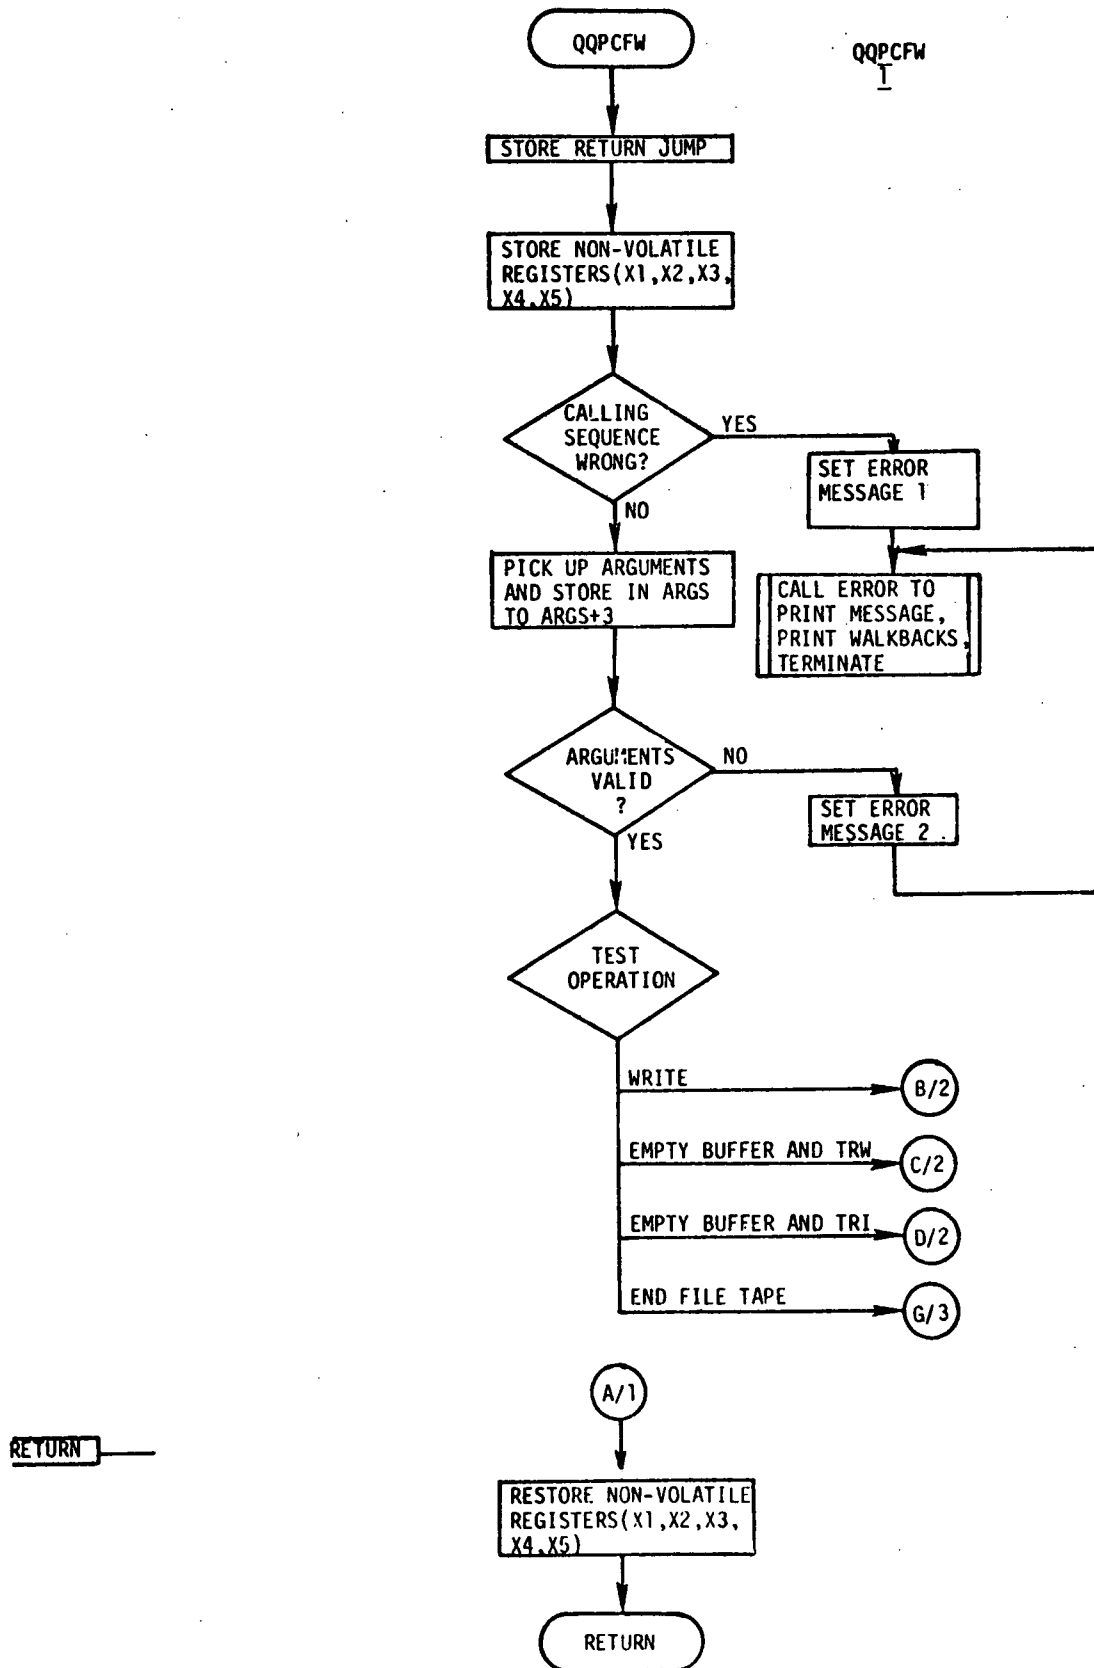 QQPCFW
QQPCFW
1
STORE RETURN JUMP
STORE NON-VOLATILE
REGISTERS(X1,X2,X3,
X4,X5)
CALLING
SEQUENCE
WRONG?
YES
SET ERROR
MESSAGE 1
NO
PICK UP ARGUMENTS
AND STORE IN ARGS
TO ARGS+3
CALL ERROR TO
PRINT MESSAGE,
PRINT WALKBACKS,
TERMINATE
ARGUMENTS
VALID
?
NO
SET ERROR
MESSAGE 2
YES
TEST
OPERATION
WRITE
B/2
EMPTY BUFFER AND TRW
C/2
EMPTY BUFFER AND TRI
D/2
END FILE TAPE
G/3
A/1
RETURN
RESTORE NON-VOLATILE
REGISTERS(X1,X2,X3,
X4,X5)
RETURN